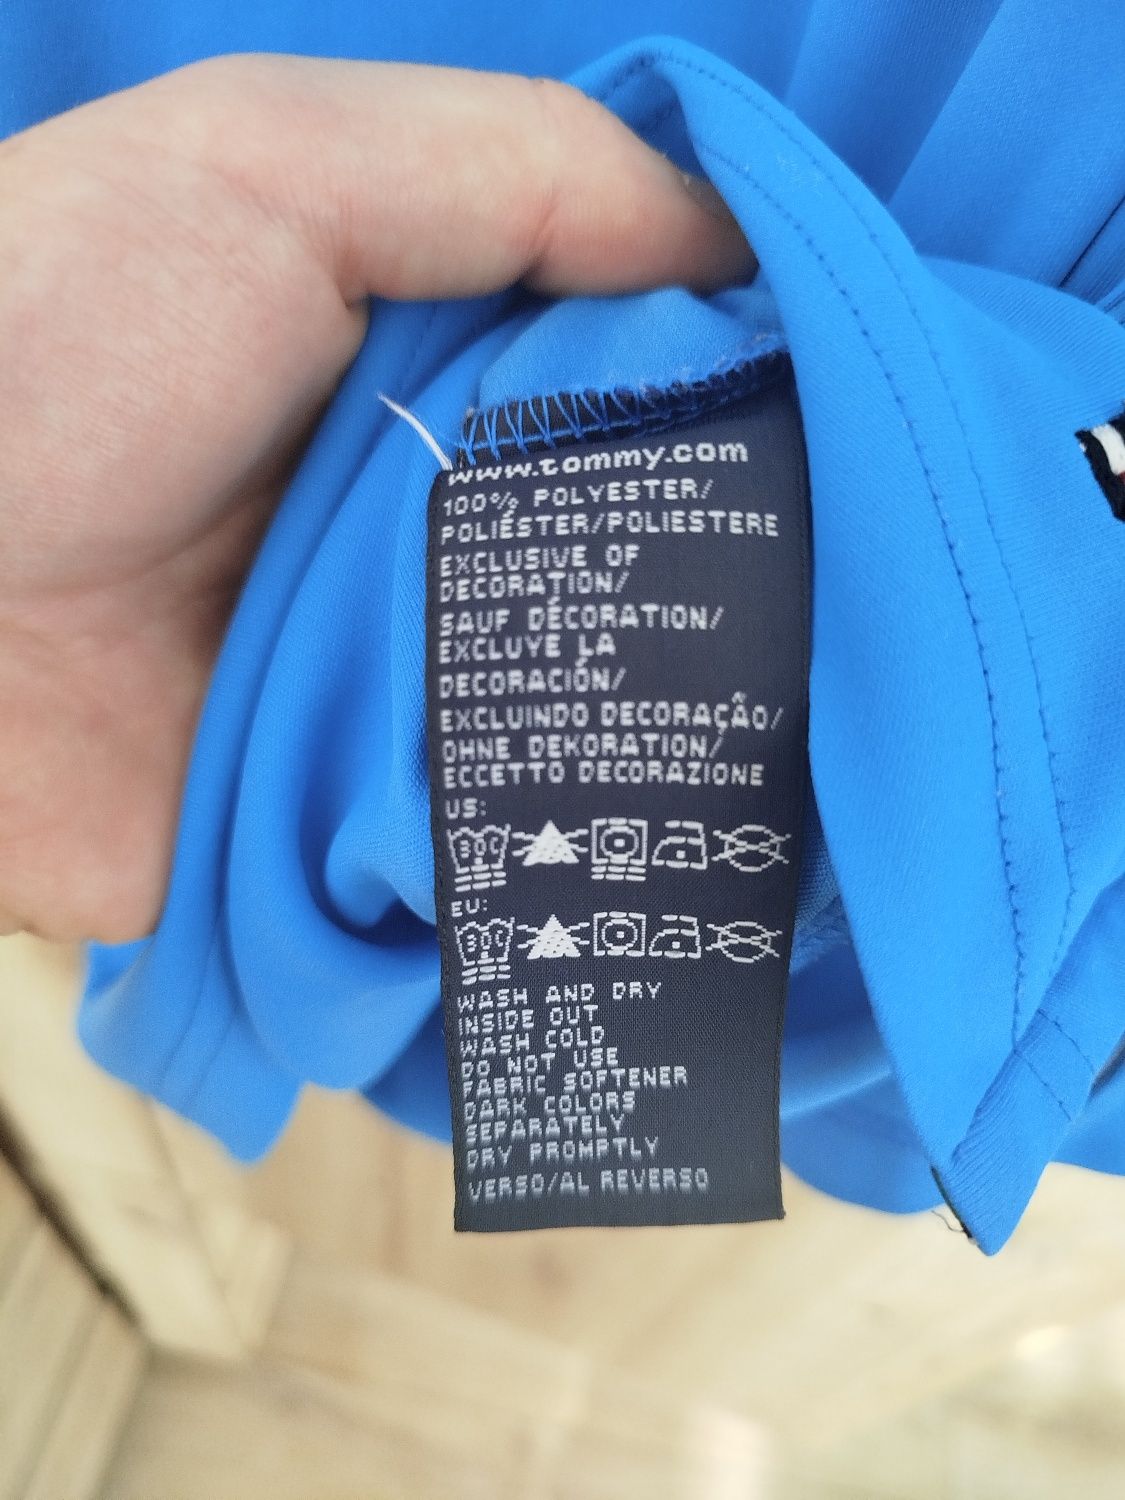 www.tommy.com
100% POLYESTER/
POLIÉSTER/POLIESTERE
EXCLUSIVE OF
DECORATION/
SAUF DÉCORATION/
EXCLUYE LA
DECORACIÓN/
EXCLUINDO DECORAÇÃO/
OHNE DEKORATION/
ECCETTO DECORAZIONE
US:
30C
EU:
30C
WASH AND DRY
INSIDE OUT
WASH COLD
DO NOT USE
FABRIC SOFTENER
DARK COLORS
SEPARATELY
DRY PROMPTLY
VERSO/AL REVERSO